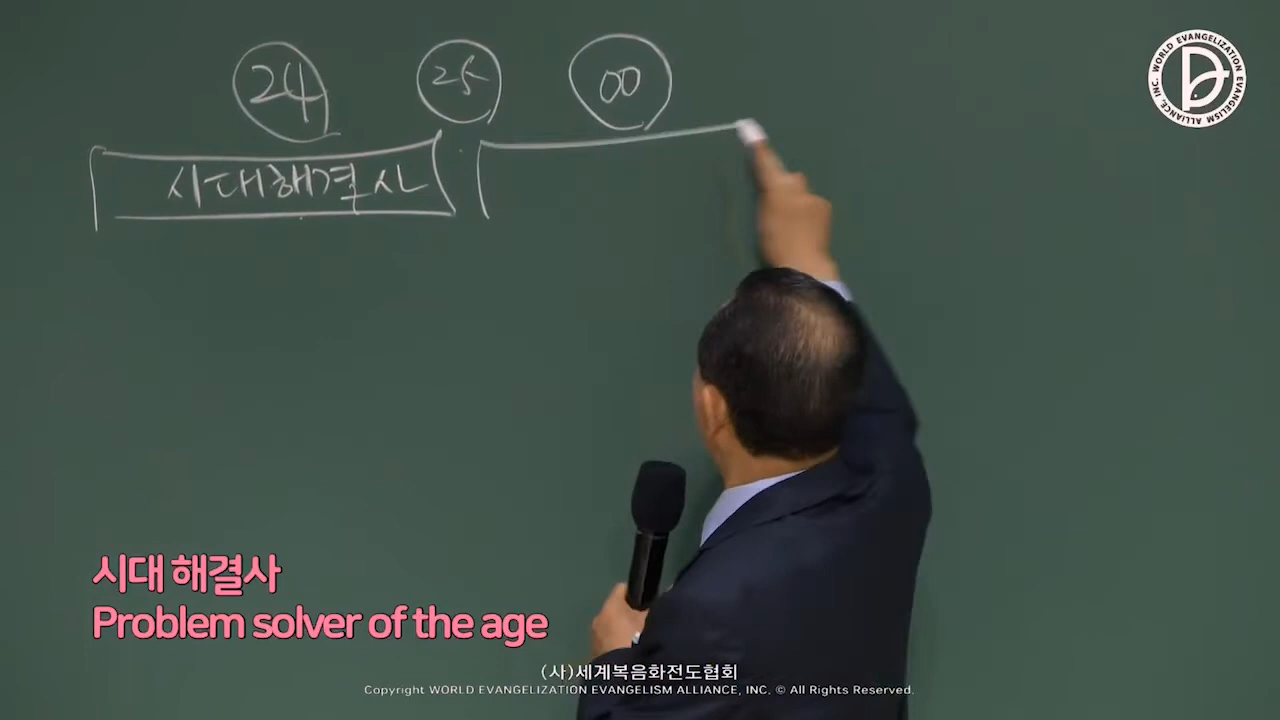 24 25 00
시대해결사
WORLD EVANGELIZATION EVANGELISM ALLIANCE, INC.
시대 해결사
Problem solver of the age
(사)세계복음화전도협회
Copyright WORLD EVANGELIZATION EVANGELISM ALLIANCE, INC. © All Rights Reserved.